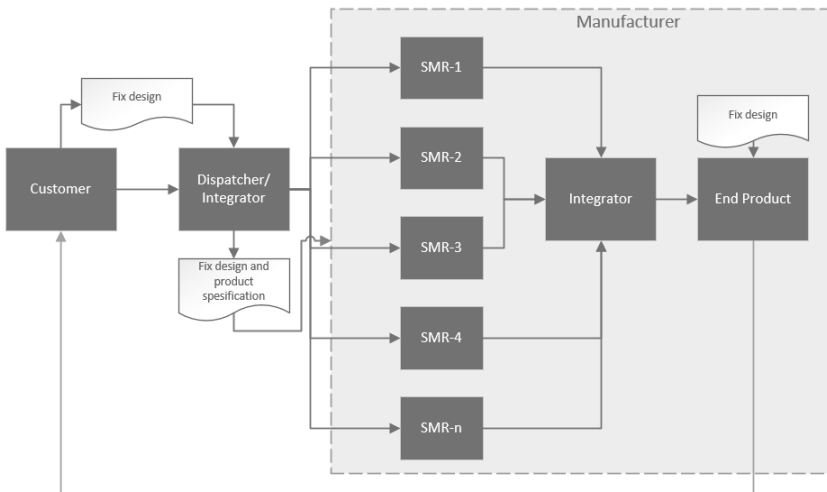 Manufacturer
SMR-1
Fix design
Fix design
SMR-2
Customer
Dispatcher/
Integrator
Integrator
End Product
SMR-3
Fix design and
product
spesification
SMR-4
SMR-n